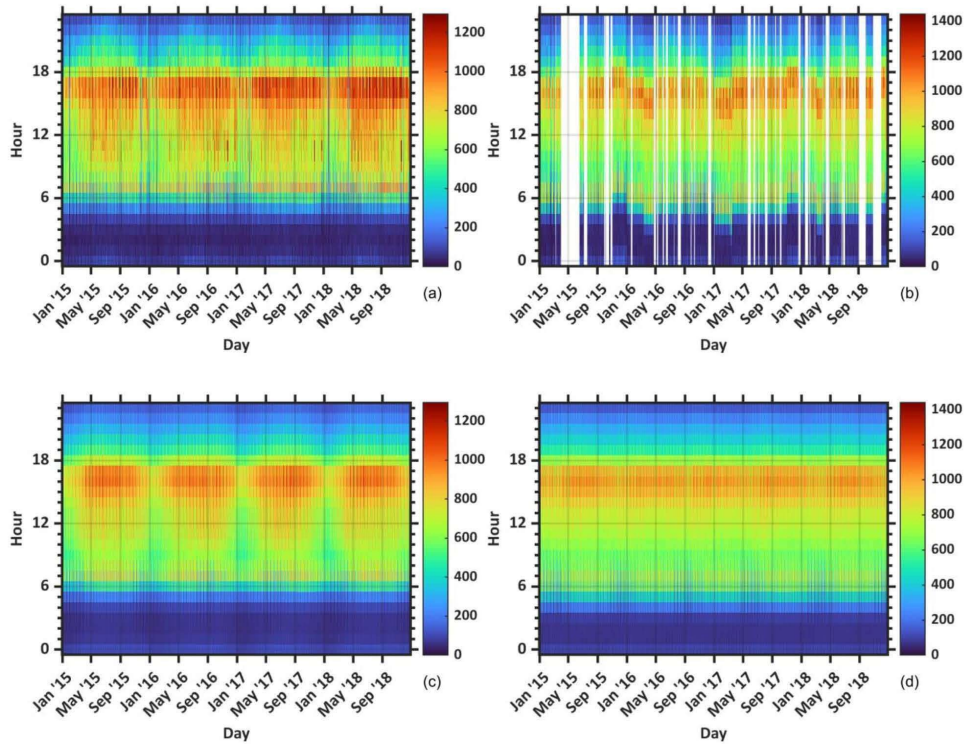 1200
1000
800
600
400
200
0
18
12
6
0
Hour
Jan '15
May '15
Sep '15
Jan '16
May '16
Sep '16
Jan '17
May '17
Sep '17
Jan '18
May '18
Sep '18
Day
(a)
1400
1200
1000
800
600
400
200
0
18
12
6
0
Hour
Jan '15
May '15
Sep '15
Jan '16
May '16
Sep '16
Jan '17
May '17
Sep '17
Jan '18
May '18
Sep '18
Day
(b)
1200
1000
800
600
400
200
0
18
12
6
0
Hour
Jan '15
May '15
Sep '15
Jan '16
May '16
Sep '16
Jan '17
May '17
Sep '17
Jan '18
May '18
Sep '18
Day
(c)
1400
1200
1000
800
600
400
200
0
18
12
6
0
Hour
Jan '15
May '15
Sep '15
Jan '16
May '16
Sep '16
Jan '17
May '17
Sep '17
Jan '18
May '18
Sep '18
Day
(d)